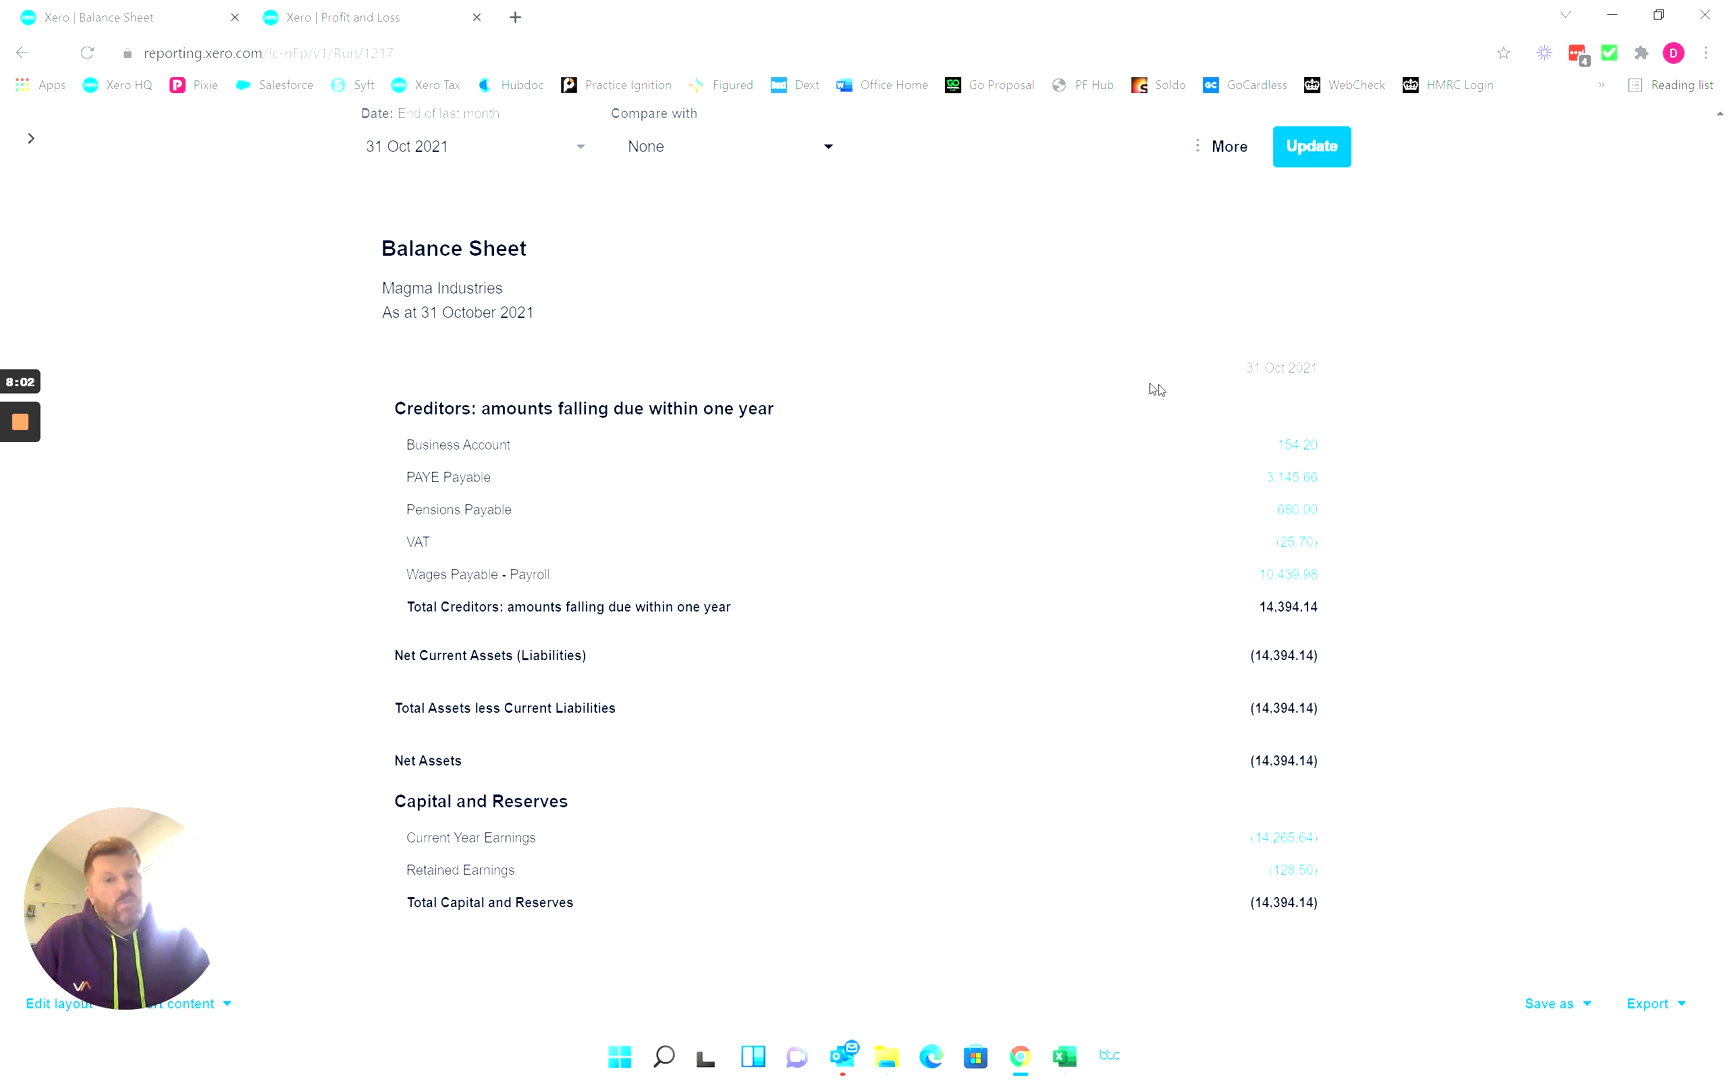 Xero | Balance Sheet
Xero | Profit and Loss
reporting.xero.com/!c-nFp/v1/Run/1217
4
D
Apps
Xero HQ
Pixie
Salesforce
Syft
Xero Tax
Hubdoc
Practice Ignition
Figured
Dext
Office Home
Go Proposal
PF Hub
Soldo
GoCardless
WebCheck
HMRC Login
»
Reading list
Date: End of last month
Compare with
31 Oct 2021
None
More
Update
Balance Sheet
Magma Industries
As at 31 October 2021
31 Oct 2021
8:02
Creditors: amounts falling due within one year
Business Account 154.20
PAYE Payable 3,145.66
Pensions Payable 680.00
VAT (25.70)
Wages Payable - Payroll 10,439.98
Total Creditors: amounts falling due within one year 14,394.14
Net Current Assets (Liabilities) (14,394.14)
Total Assets less Current Liabilities (14,394.14)
Net Assets (14,394.14)
Capital and Reserves
Current Year Earnings (14,265.64)
Retained Earnings (128.50)
Total Capital and Reserves (14,394.14)
Edit layout
content
Save as
Export
btc